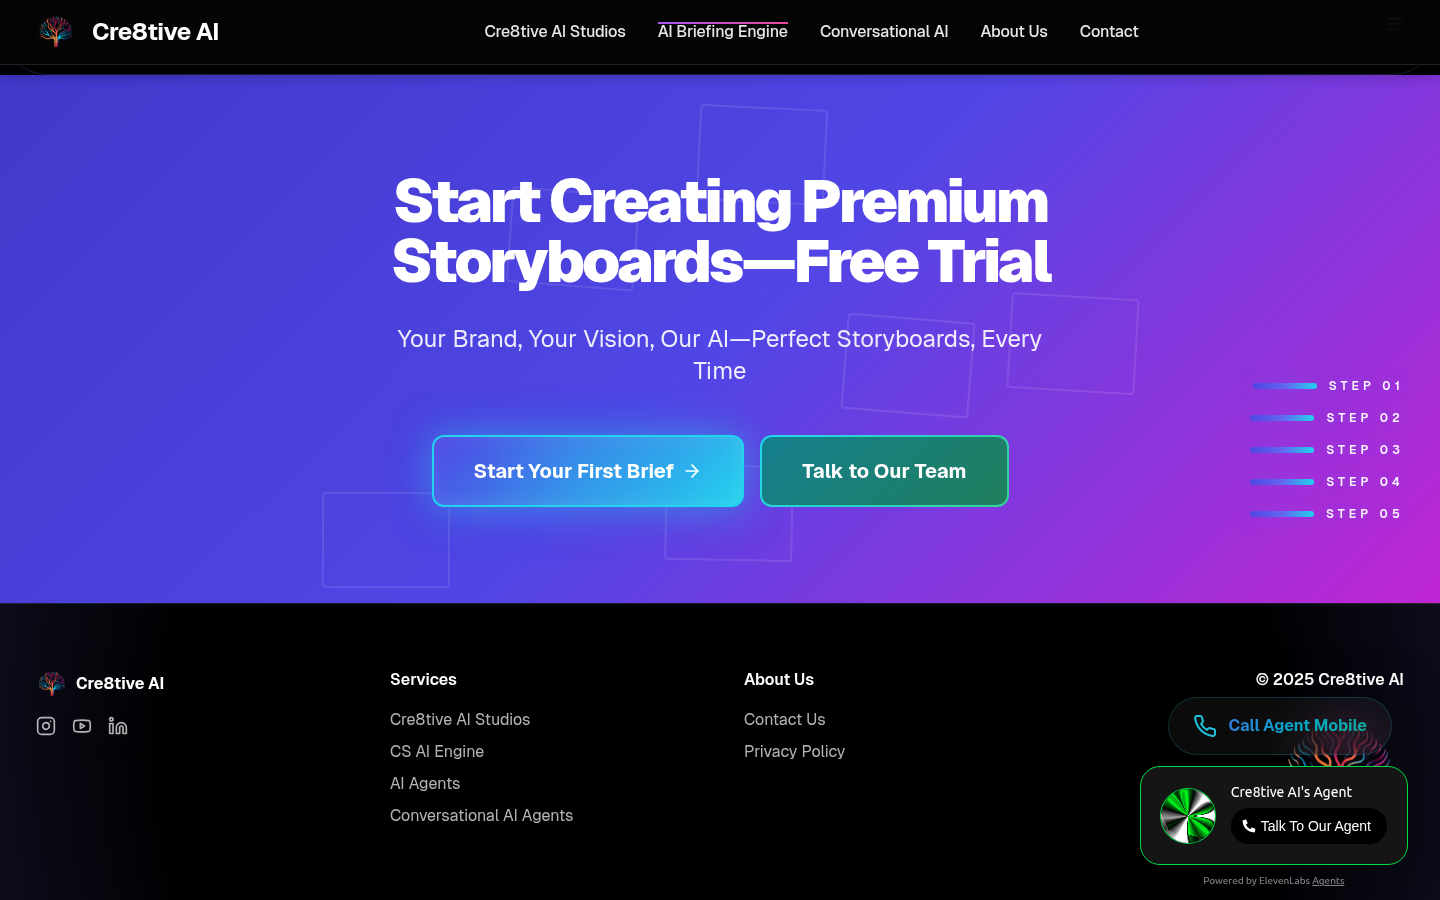 Cre8tive AI
Cre8tive AI Studios
AI Briefing Engine
Conversational AI
About Us
Contact
Start Creating Premium
Storyboards—Free Trial
Your Brand, Your Vision, Our AI—Perfect Storyboards, Every
Time
Start Your First Brief
Talk to Our Team
STEP 01
STEP 02
STEP 03
STEP 04
STEP 05
Cre8tive AI
Services
Cre8tive AI Studios
CS AI Engine
AI Agents
Conversational AI Agents
About Us
Contact Us
Privacy Policy
© 2025 Cre8tive AI
Call Agent Mobile
Cre8tive AI's Agent
Talk To Our Agent
Powered by ElevenLabs Agents